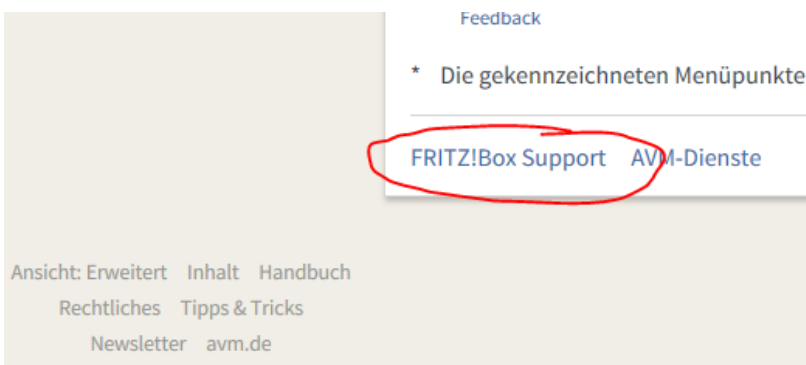 Feedback
* Die gekennzeichneten Menüpunkte
FRITZ!Box Support AVM-Dienste
Ansicht: Erweitert Inhalt Handbuch
Rechtliches Tipps & Tricks
Newsletter avm.de